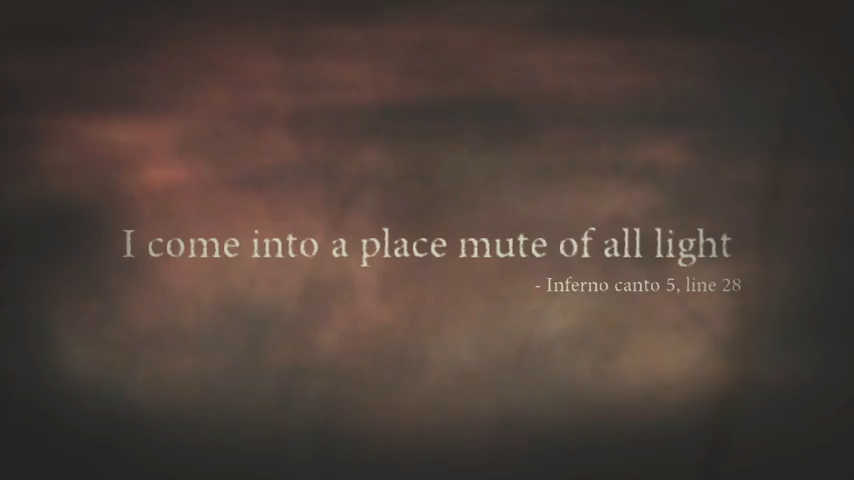 I come into a place mute of all light
- Inferno canto 5, line 28